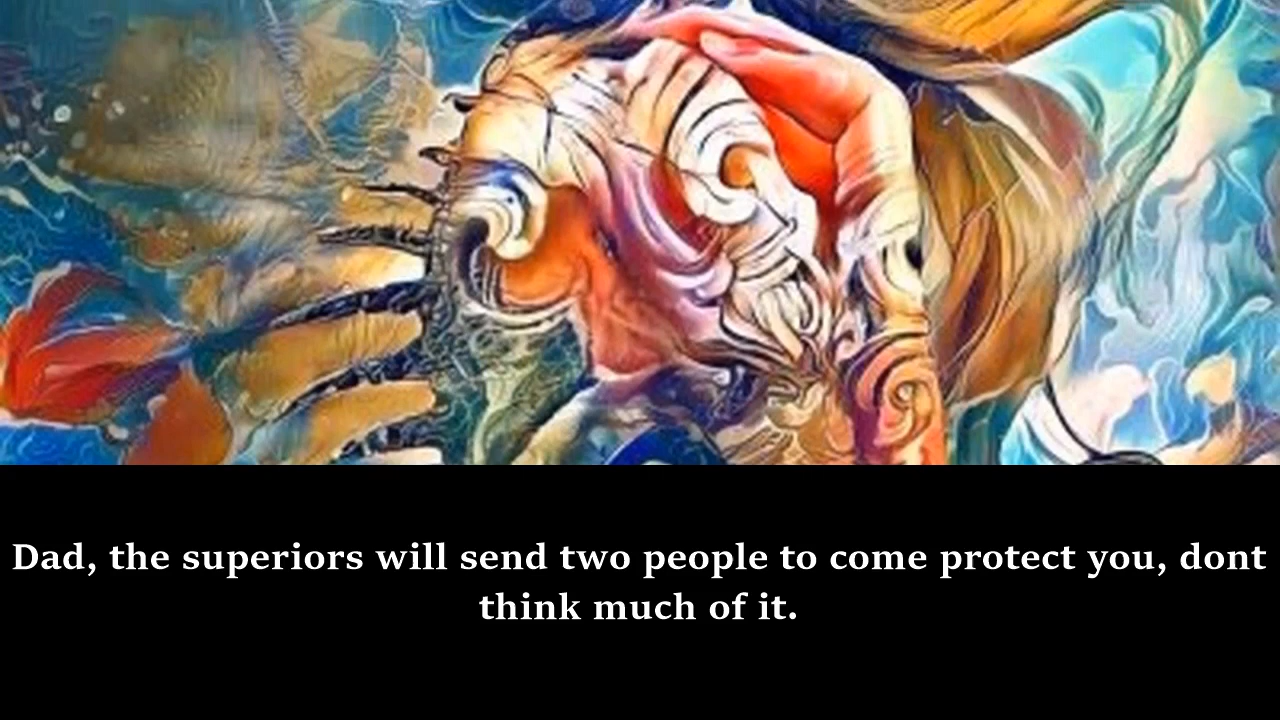 Dad, the superiors will send two people to come protect you, dont
think much of it.